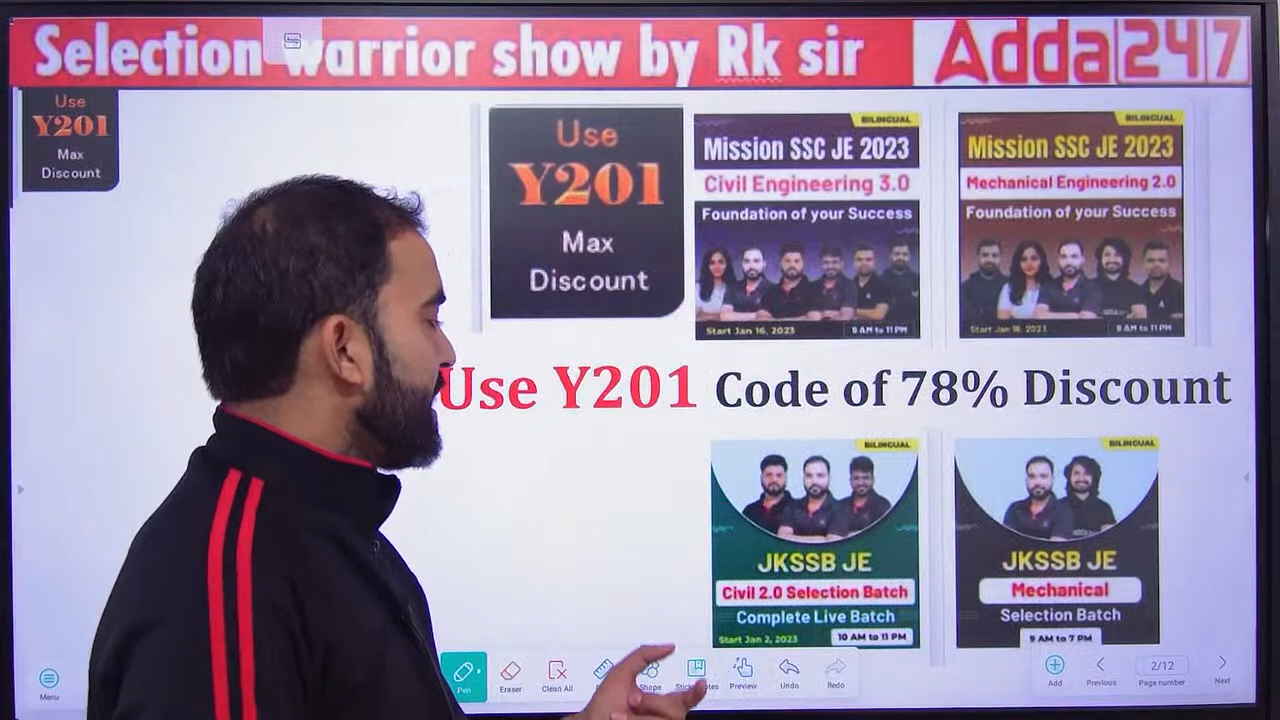 Selection warrior show by Rk sir
Adda247
Use
Y201
Max
Discount
Use
Y201
Max
Discount
BILINGUAL
Mission SSC JE 2023
Civil Engineering 3.0
Foundation of your Success
Start Jan 16, 2023
9 AM to 11 PM
BILINGUAL
Mission SSC JE 2023
Mechanical Engineering 2.0
Foundation of your Success
Start Jan 18, 2023
9 AM to 11 PM
Use Y201 Code of 78% Discount
BILINGUAL
JKSSB JE
Civil 2.0 Selection Batch
Complete Live Batch
Start Jan 2, 2023
10 AM to 11 PM
BILINGUAL
JKSSB JE
Mechanical
Selection Batch
9 AM to 7 PM
Menu
Pen
Eraser
Clean All
Shape
Preview
Undo
Redo
Add
Previous
2/12
Page number
Next